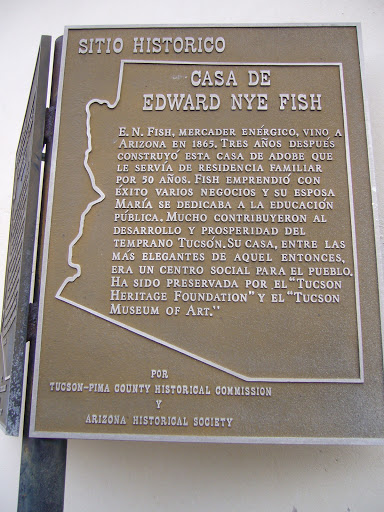 SITIO HISTORICO
CASA DE
EDWARD NYE FISH
E. N. FISH, MERCADER ENÉRGICO, VINO A
ARIZONA EN 1865. TRES AÑOS DESPUÉS
CONSTRUYÓ ESTA CASA DE ADOBE QUE
LE SERVÍA DE RESIDENCIA FAMILIAR
POR 50 AÑOS. FISH EMPRENDIÓ CON
ÉXITO VARIOS NEGOCIOS Y SU ESPOSA
MARÍA SE DEDICABA A LA EDUCACIÓN
PÚBLICA. MUCHO CONTRIBUYERON AL
DESARROLLO Y PROSPERIDAD DEL
TEMPRANO TUCSÓN. SU CASA, ENTRE LAS
MÁS ELEGANTES DE AQUEL ENTONCES,
ERA UN CENTRO SOCIAL PARA EL PUEBLO.
HA SIDO PRESERVADA POR EL "TUCSON
HERITAGE FOUNDATION" Y EL "TUCSON
MUSEUM OF ART."
POR
TUCSON-PIMA COUNTY HISTORICAL COMMISSION
Y
ARIZONA HISTORICAL SOCIETY